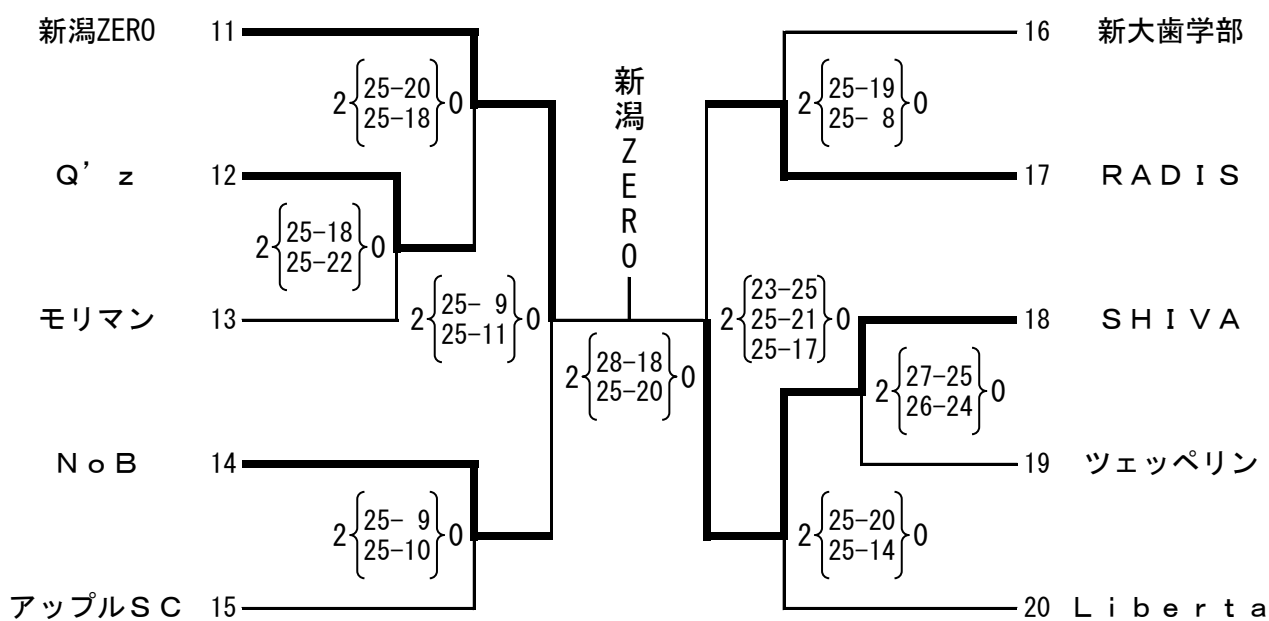 新潟ZERO 11
2 25-20 0
25-18
Q’z 12
2 25-18 0
25-22
モリマン 13
2 25- 9 0
25-11
NoB 14
2 25- 9 0
25-10
アップルSC 15
新潟ZERO
2 28-18 0
25-20
16 新大歯学部
2 25-19 0
25- 8
17 RADIS
2 23-25 0
25-21
25-17
18 SHIVA
2 27-25 0
26-24
19 ツェッペリン
2 25-20 0
25-14
20 Liberta